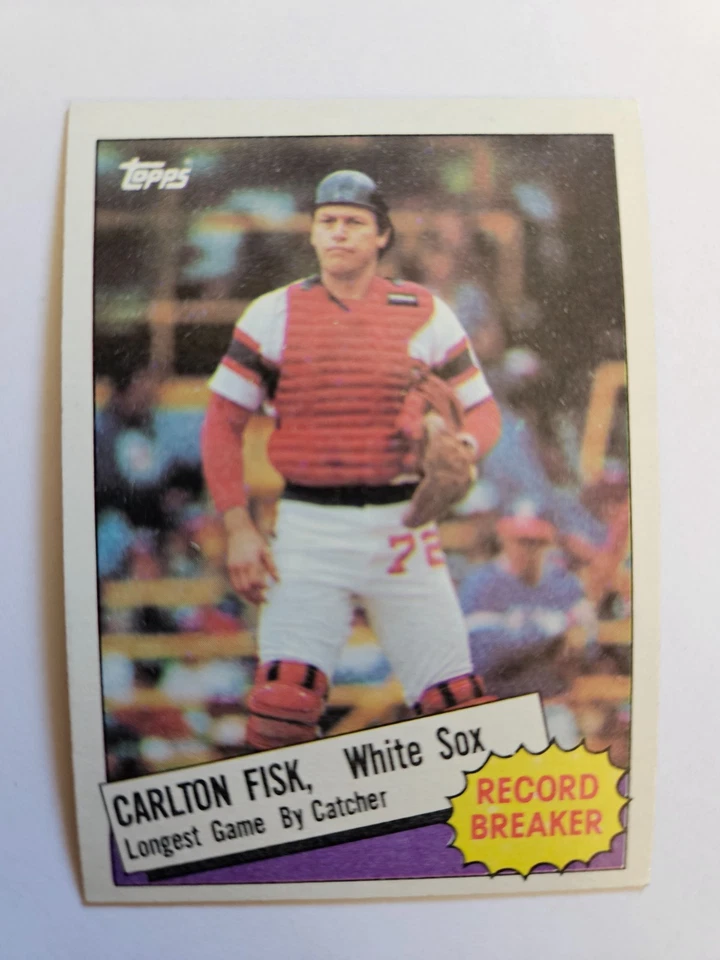 Topps
72
CARLTON FISK, White Sox
Longest Game By Catcher
RECORD
BREAKER